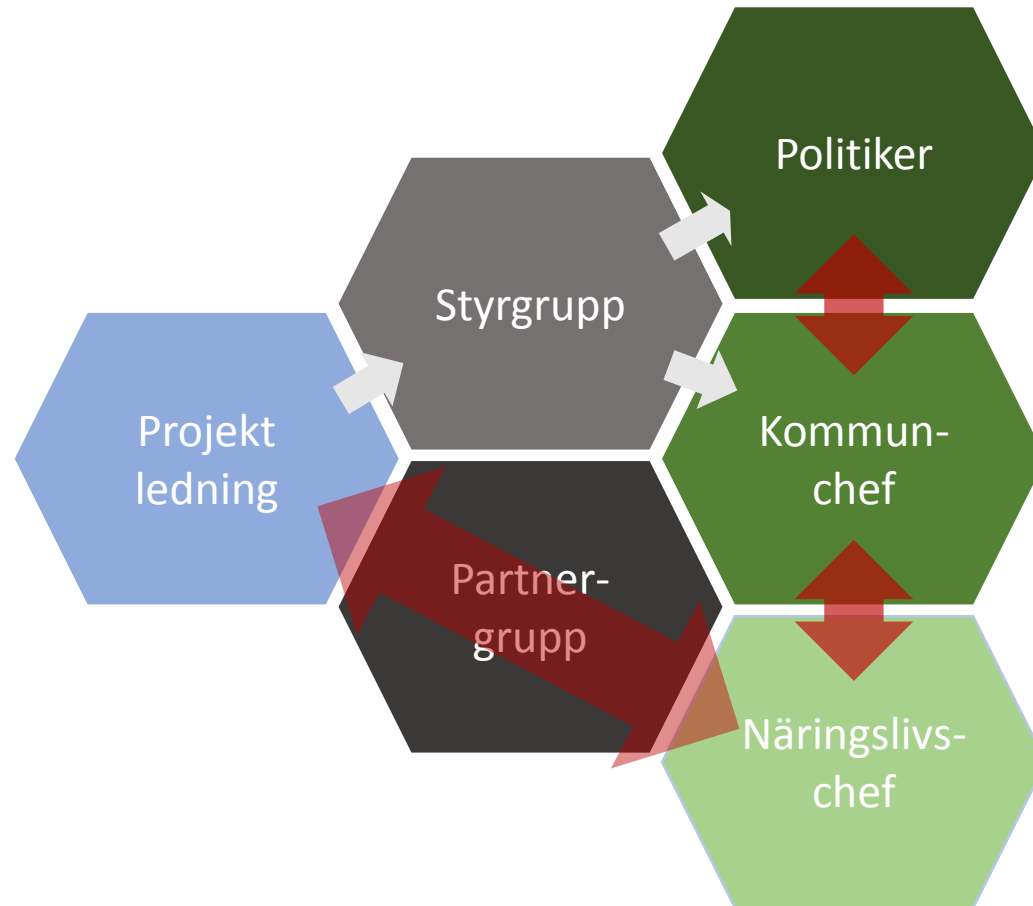 Politiker
Styrgrupp
Projekt
ledning
Kommun-
chef
Partner-
grupp
Näringslivs-
chef